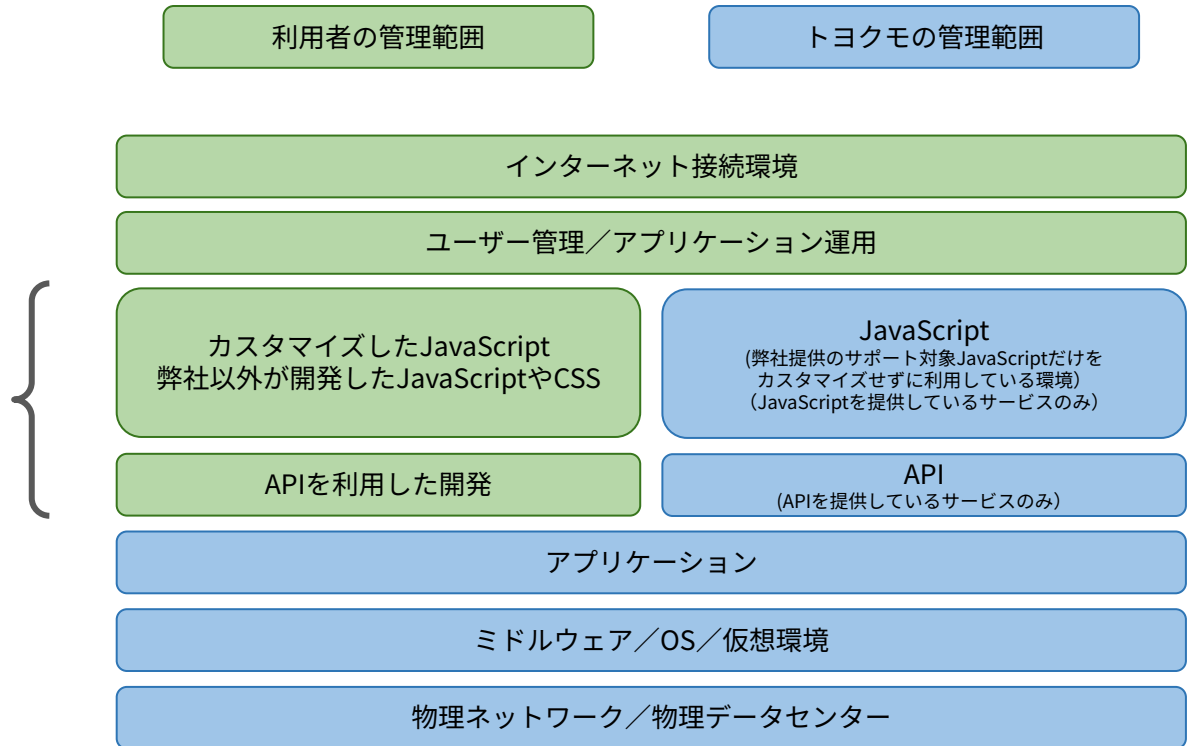 利用者の管理範囲
トヨクモの管理範囲
インターネット接続環境
ユーザー管理／アプリケーション運用
カスタマイズしたJavaScript
弊社以外が開発したJavaScriptやCSS
JavaScript
(弊社提供のサポート対象JavaScriptだけを
カスタマイズせずに利用している環境）
（JavaScriptを提供しているサービスのみ）
APIを利用した開発
API
(APIを提供しているサービスのみ）
アプリケーション
ミドルウェア／OS／仮想環境
物理ネットワーク／物理データセンター